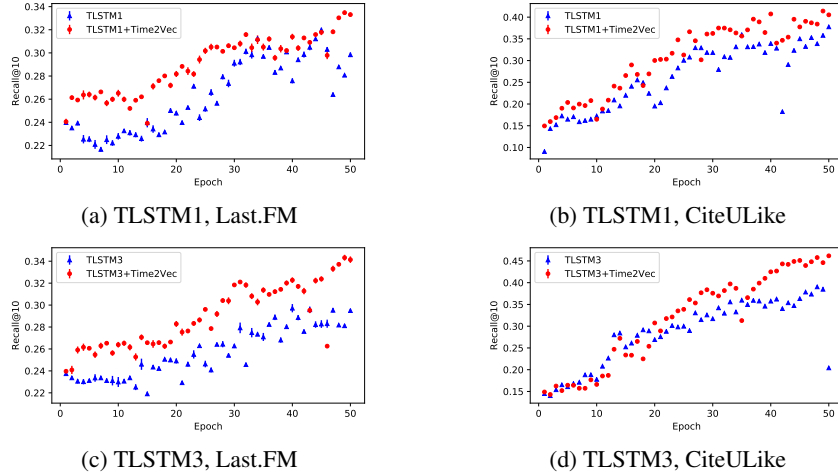 TLSTM1
TLSTM1+Time2Vec
Recall@10
0.34
0.32
0.30
0.28
0.26
0.24
0.22
0 10 20 30 40 50
Epoch
(a) TLSTM1, Last.FM
TLSTM1
TLSTM1+Time2Vec
Recall@10
0.40
0.35
0.30
0.25
0.20
0.15
0.10
0 10 20 30 40 50
Epoch
(b) TLSTM1, CiteULike
TLSTM3
TLSTM3+Time2Vec
Recall@10
0.34
0.32
0.30
0.28
0.26
0.24
0.22
0 10 20 30 40 50
Epoch
(c) TLSTM3, Last.FM
TLSTM3
TLSTM3+Time2Vec
Recall@10
0.45
0.40
0.35
0.30
0.25
0.20
0.15
0 10 20 30 40 50
Epoch
(d) TLSTM3, CiteULike